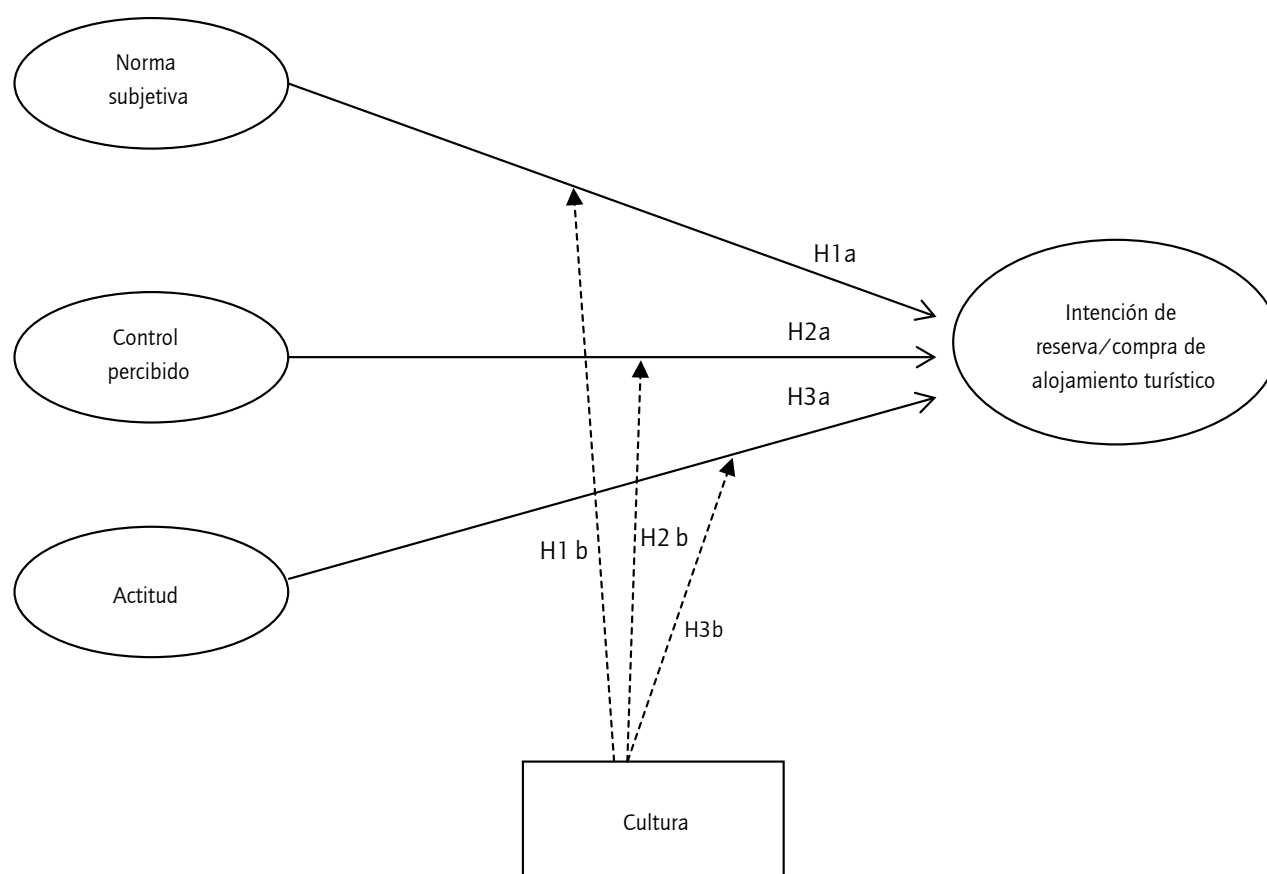 Norma
subjetiva
H1a
Control
percibido
H2a
Intención de
reserva/compra de
alojamiento turístico
H3a
Actitud
H1 b
H2 b
H3b
Cultura